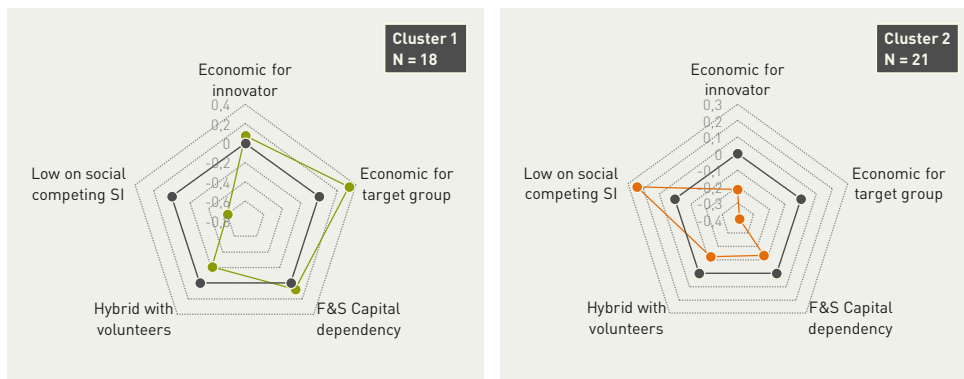 Cluster 1
N = 18
Economic for
innovator
0,4
0,2
0
-0,2
-0,4
-0,6
-0,8
Low on social
competing SI
Economic for
target group
Hybrid with
volunteers
F&S Capital
dependency
Cluster 2
N = 21
Economic for
innovator
0,3
0,2
0,1
0
-0,1
-0,2
-0,3
-0,4
Low on social
competing SI
Economic for
target group
Hybrid with
volunteers
F&S Capital
dependency